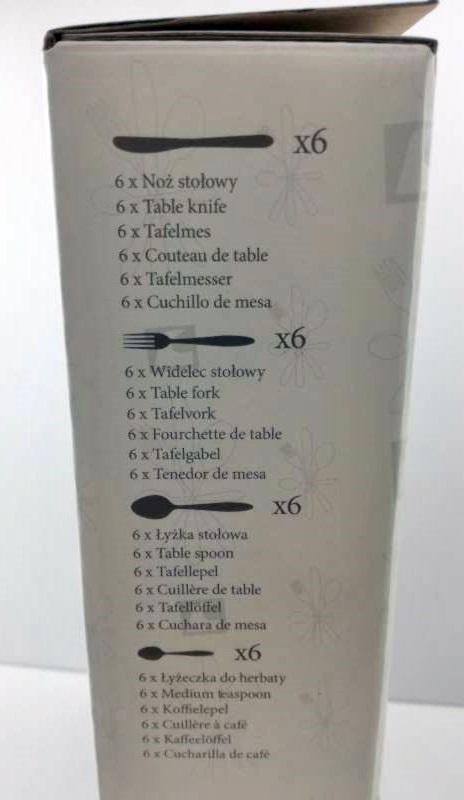 x6
6 x Noż stołowy
6 x Table knife
6 x Tafelmes
6 x Couteau de table
6 x Tafelmesser
6 x Cuchillo de mesa
x6
6 x Widelec stołowy
6 x Table fork
6 x Tafelvork
6 x Fourchette de table
6 x Tafelgabel
6 x Tenedor de mesa
x6
6 x Łyżka stołowa
6 x Table spoon
6 x Tafellepel
6 x Cuillère de table
6 x Tafellöffel
6 x Cuchara de mesa
x6
6 x Łyżeczka do herbaty
6 x Medium teaspoon
6 x Koffielepel
6 x Cuillère à café
6 x Kaffeelöffel
6 x Cucharilla de café